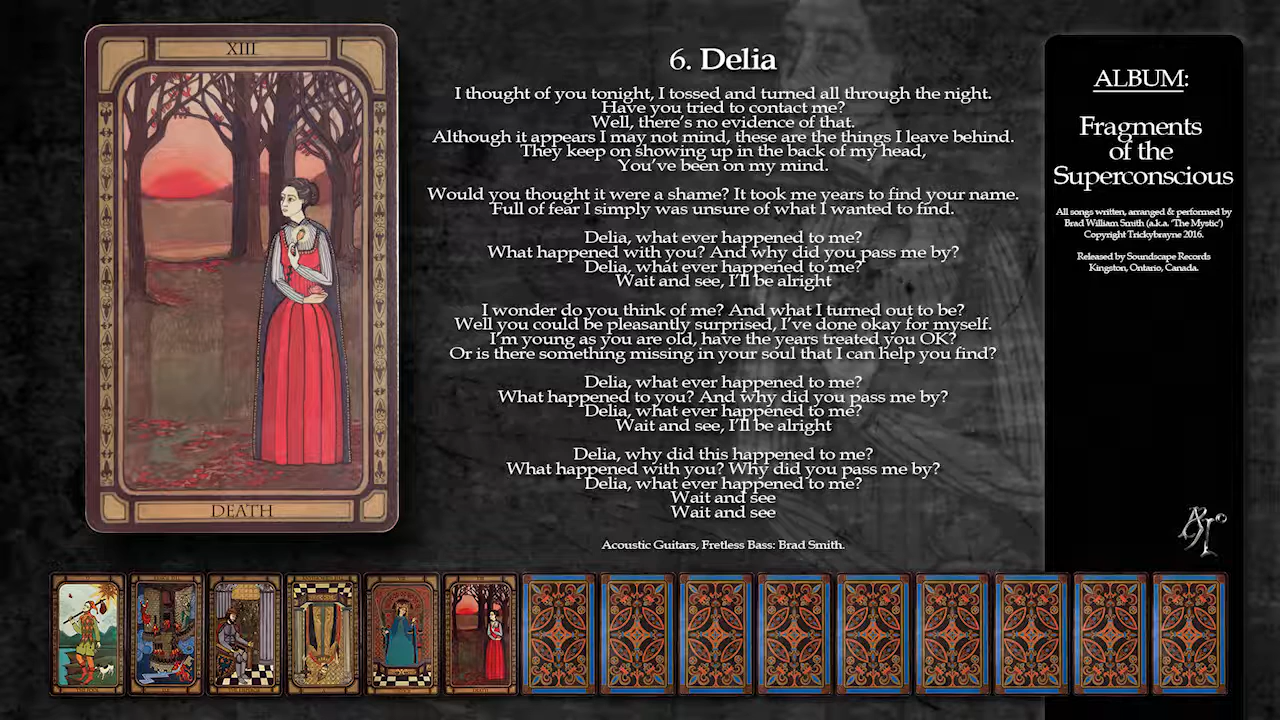 XIII
DEATH
6. Delia
I thought of you tonight, I tossed and turned all through the night.
Have you tried to contact me?
Well, there's no evidence of that.
Although it appears I may not mind, these are the things I leave behind.
They keep on showing up in the back of my head,
You've been on my mind.
Would you thought it were a shame? It took me years to find your name.
Full of fear I simply was unsure of what I wanted to find.
Delia, what ever happened to me?
What happened with you? And why did you pass me by?
Delia, what ever happened to me?
Wait and see, I'll be alright
I wonder do you think of me? And what I turned out to be?
Well you could be pleasantly surprised, I've done okay for myself.
I'm young as you are old, have the years treated you OK?
Or is there something missing in your soul that I can help you find?
Delia, what ever happened to me?
What happened to you? And why did you pass me by?
Delia, what ever happened to me?
Wait and see, I'll be alright
Delia, why did this happened to me?
What happened with you? Why did you pass me by?
Delia, what ever happened to me?
Wait and see
Wait and see
Acoustic Guitars, Fretless Bass: Brad Smith.
ALBUM:
Fragments
of the
Superconscious
All songs written, arranged & performed by
Brad William Smith (a.k.a. 'The Mystic')
Copyright Trickybrayne 2016.
Released by Soundscape Records
Kingston, Ontario, Canada.